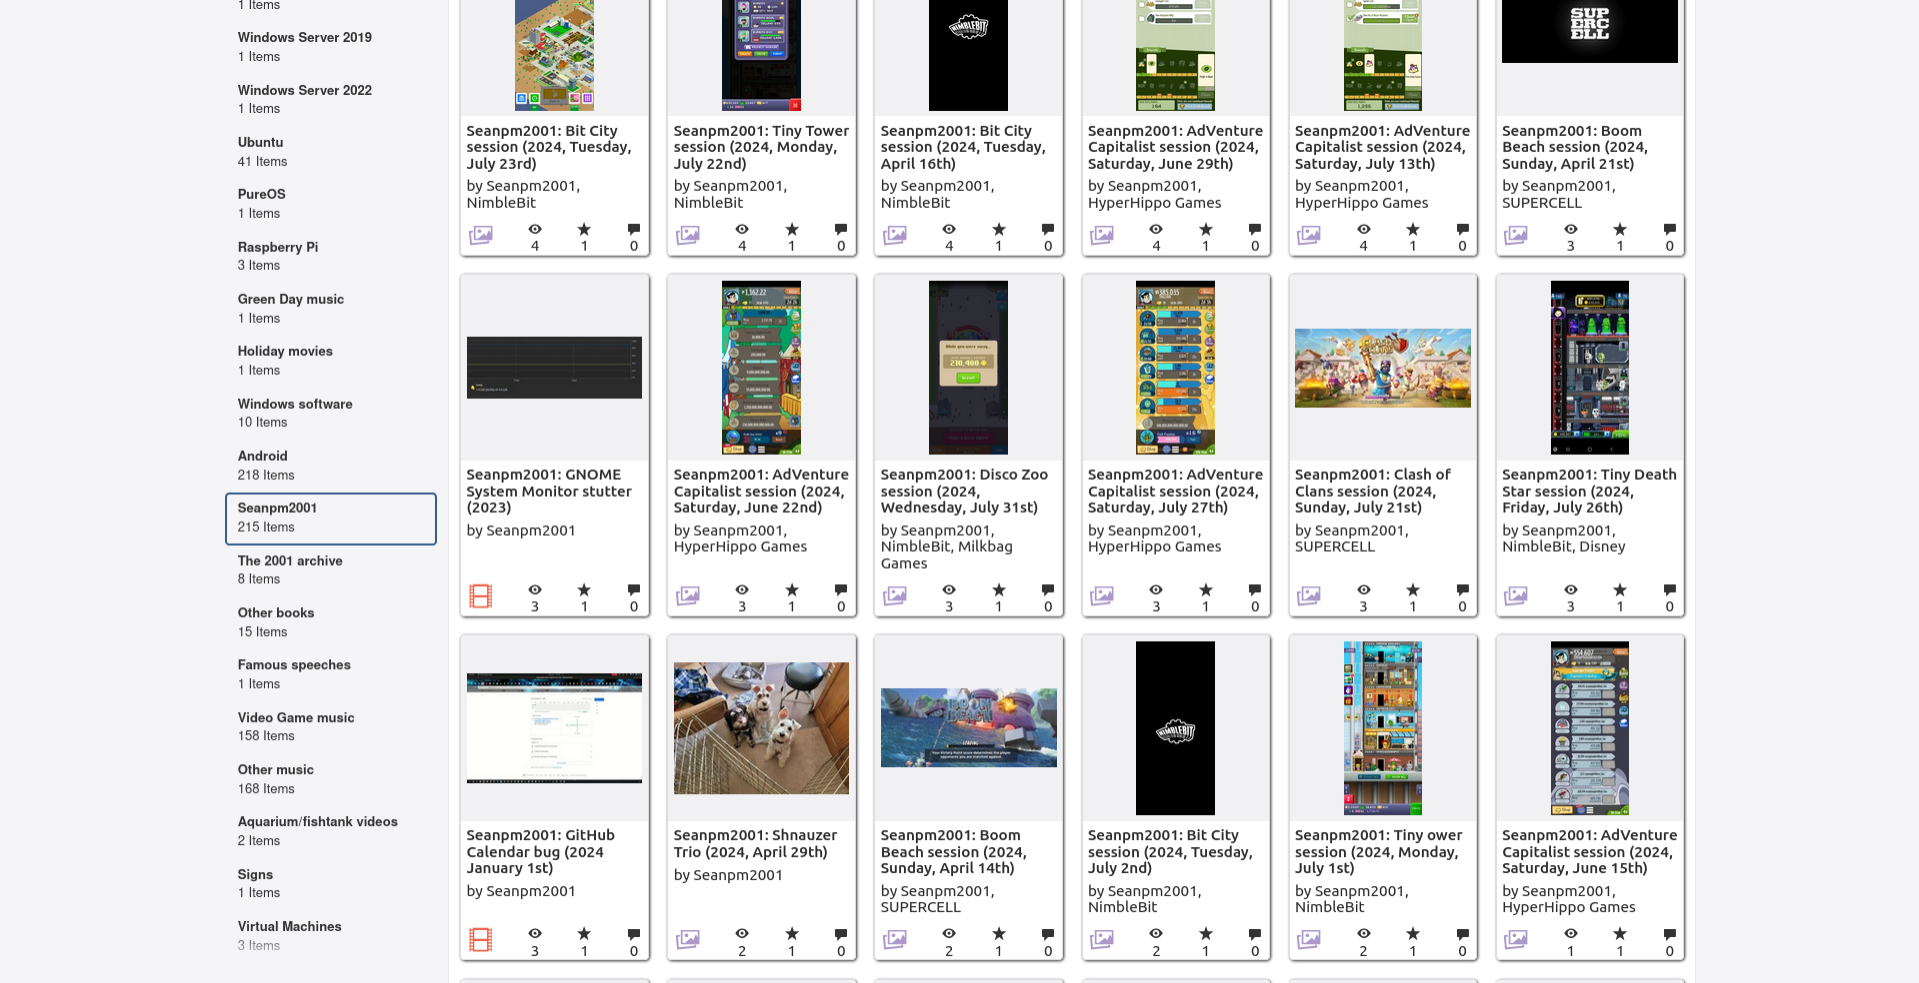 1 Items
Windows Server 2019
1 Items
Windows Server 2022
1 Items
Ubuntu
41 Items
PureOS
1 Items
Raspberry Pi
3 Items
Green Day music
1 Items
Holiday movies
1 Items
Windows software
10 Items
Android
218 Items
Seanpm2001
215 Items
The 2001 archive
8 Items
Other books
15 Items
Famous speeches
1 Items
Video Game music
158 Items
Other music
168 Items
Aquarium/fishtank videos
2 Items
Signs
1 Items
Virtual Machines
3 Items
Seanpm2001: Bit City
session (2024, Tuesday,
July 23rd)
by Seanpm2001,
NimbleBit
4 1 0
Seanpm2001: Tiny Tower
session (2024, Monday,
July 22nd)
by Seanpm2001,
NimbleBit
4 1 0
NIMBLEBIT
Seanpm2001: Bit City
session (2024, Tuesday,
April 16th)
by Seanpm2001,
NimbleBit
4 1 0
Seanpm2001: AdVenture
Capitalist session (2024,
Saturday, June 29th)
by Seanpm2001,
HyperHippo Games
4 1 0
Seanpm2001: AdVenture
Capitalist session (2024,
Saturday, July 13th)
by Seanpm2001,
HyperHippo Games
4 1 0
SUP
ERC
ELL
Seanpm2001: Boom
Beach session (2024,
Sunday, April 21st)
by Seanpm2001,
SUPERCELL
3 1 0
Seanpm2001: GNOME
System Monitor stutter
(2023)
by Seanpm2001
3 1 0
Seanpm2001: AdVenture
Capitalist session (2024,
Saturday, June 22nd)
by Seanpm2001,
HyperHippo Games
3 1 0
While you were away...
210,400
Seanpm2001: Disco Zoo
session (2024,
Wednesday, July 31st)
by Seanpm2001,
NimbleBit, Milkbag
Games
3 1 0
Seanpm2001: AdVenture
Capitalist session (2024,
Saturday, July 27th)
by Seanpm2001,
HyperHippo Games
3 1 0
Seanpm2001: Clash of
Clans session (2024,
Sunday, July 21st)
by Seanpm2001,
SUPERCELL
3 1 0
Seanpm2001: Tiny Death
Star session (2024,
Friday, July 26th)
by Seanpm2001,
NimbleBit, Disney
3 1 0
Seanpm2001: GitHub
Calendar bug (2024
January 1st)
by Seanpm2001
3 1 0
Seanpm2001: Shnauzer
Trio (2024, April 29th)
by Seanpm2001
2 1 0
BOOM
BEACH
Seanpm2001: Boom
Beach session (2024,
Sunday, April 14th)
by Seanpm2001,
SUPERCELL
2 1 0
NIMBLEBIT
Seanpm2001: Bit City
session (2024, Tuesday,
July 2nd)
by Seanpm2001,
NimbleBit
2 1 0
Seanpm2001: Tiny ower
session (2024, Monday,
July 1st)
by Seanpm2001,
NimbleBit
2 1 0
Seanpm2001: AdVenture
Capitalist session (2024,
Saturday, June 15th)
by Seanpm2001,
HyperHippo Games
1 1 0